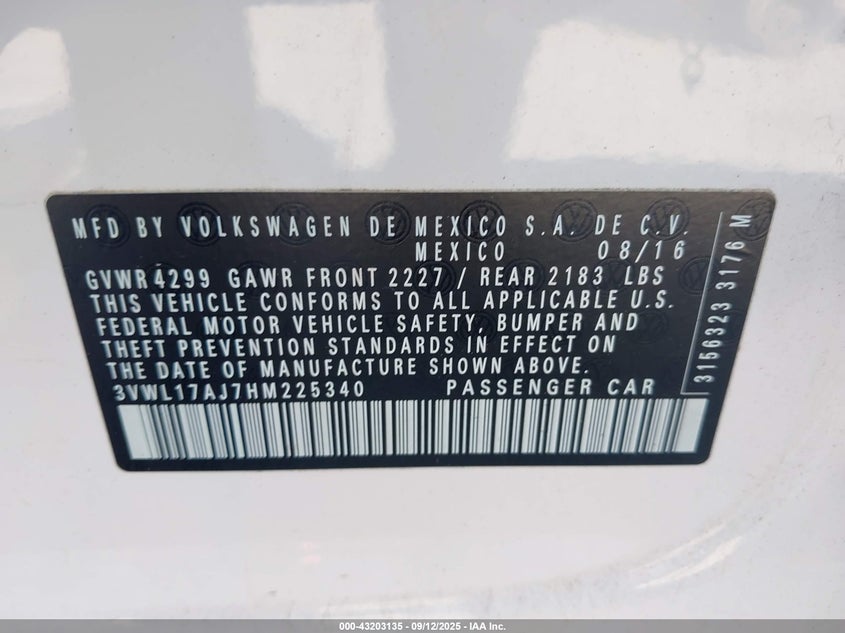 MFD BY VOLKSWAGEN DE MEXICO S.A. DE C.V.
MEXICO 08/16
GVWR 4299 GAWR FRONT 2227 / REAR 2183 LBS
THIS VEHICLE CONFORMS TO ALL APPLICABLE U.S.
FEDERAL MOTOR VEHICLE SAFETY, BUMPER AND
THEFT PREVENTION STANDARDS IN EFFECT ON
THE DATE OF MANUFACTURE SHOWN ABOVE.
3VWL17AJ7HM225340 PASSENGER CAR
3156323 3176 M
000-43203135 - 09/12/2025 - IAA Inc.